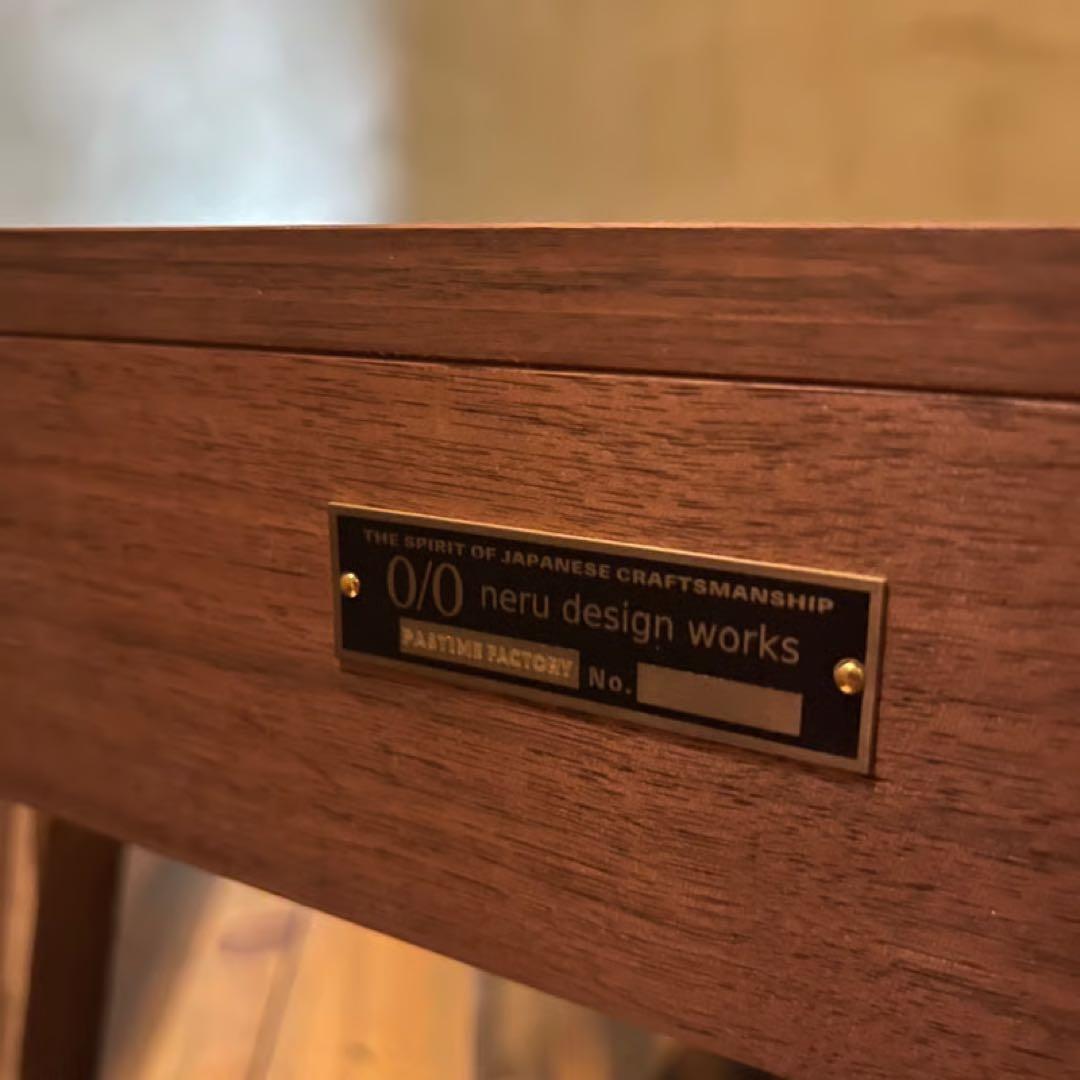 THE SPIRIT OF JAPANESE CRAFTSMANSHIP
0/0 neru design works
PASTIME FACTORY No.